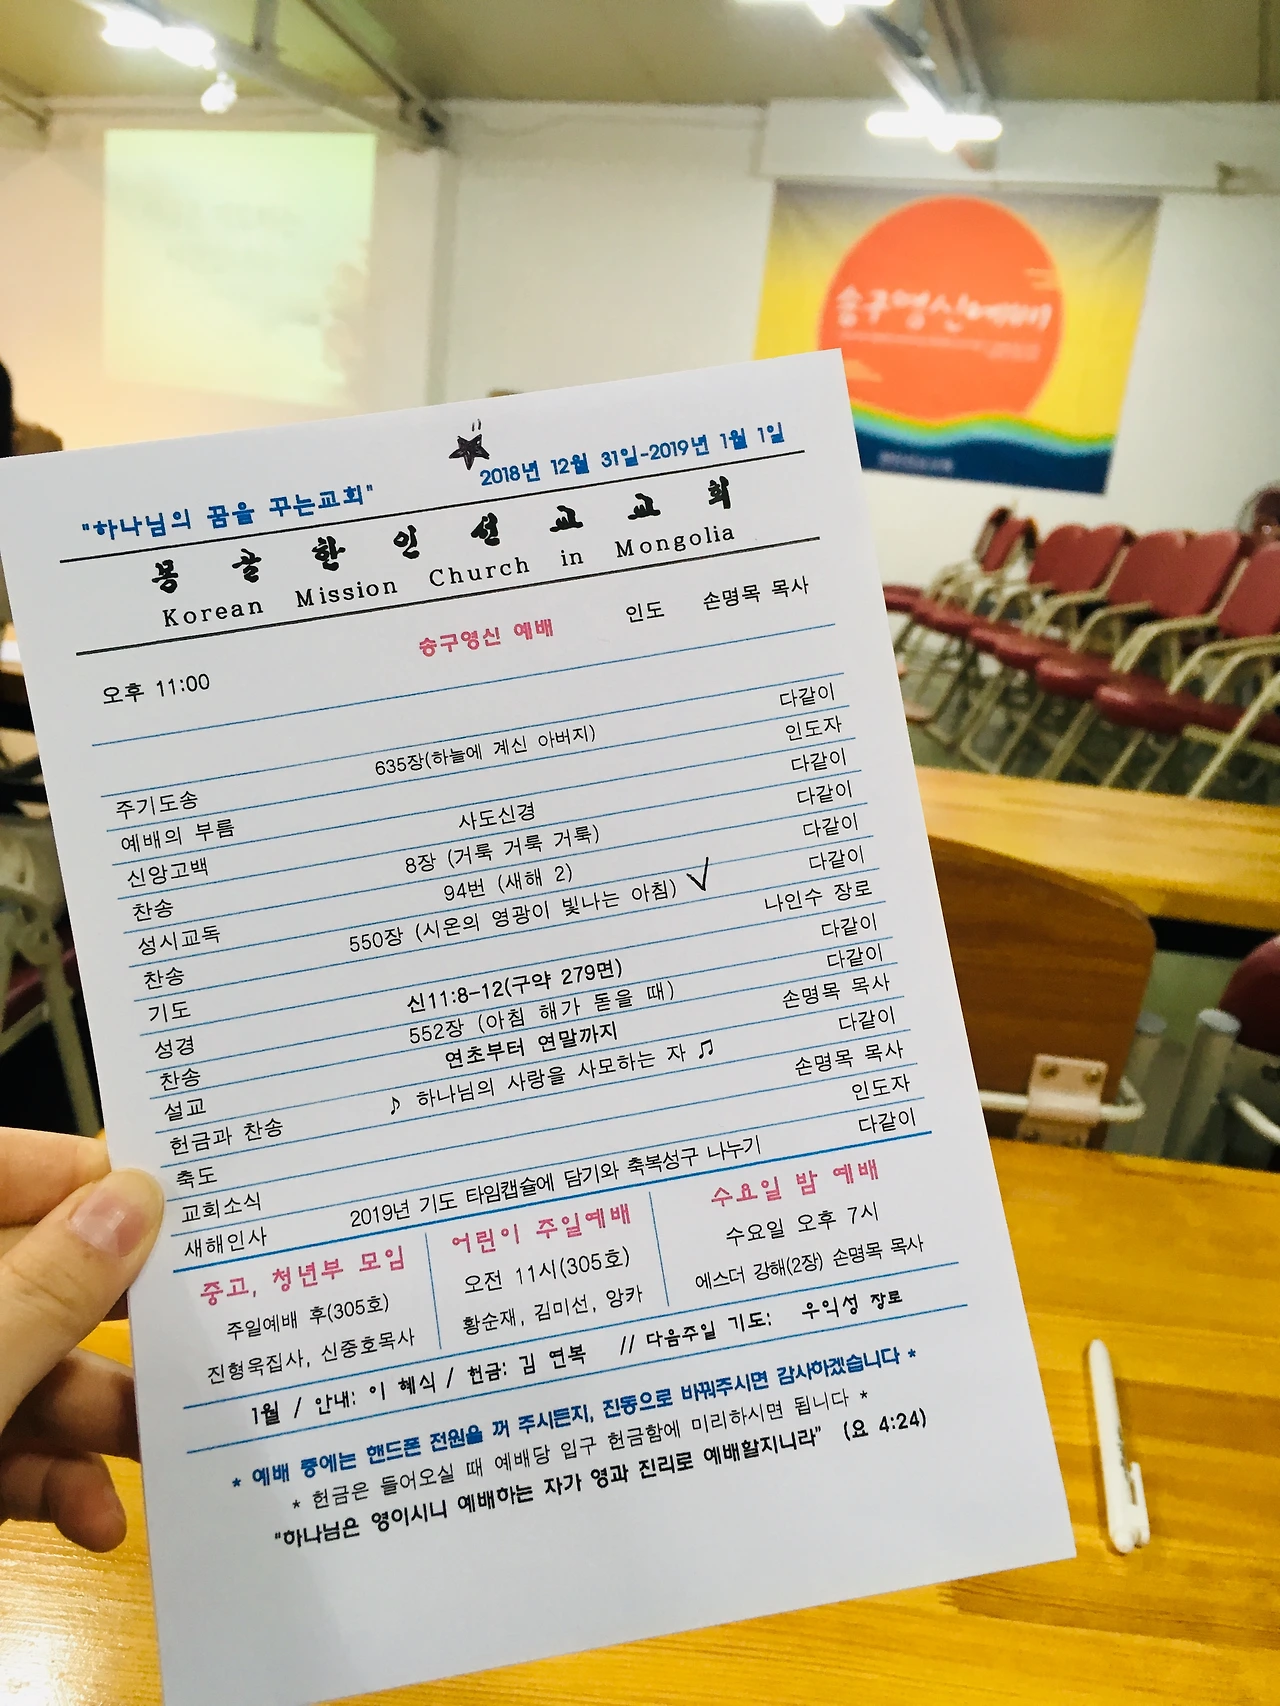 송구영신예배
"하나님의 꿈을 꾸는교회" 2018년 12월 31일-2019년 1월 1일
몽골한인선교교회
Korean Mission Church in Mongolia
송구영신 예배 인도 손명목 목사
오후 11:00
주기도송 635장(하늘에 계신 아버지) 다같이
예배의 부름 인도자
신앙고백 사도신경 다같이
찬송 8장 (거룩 거룩 거룩) 다같이
성시교독 94번 (새해 2) 다같이
찬송 550장 (시온의 영광이 빛나는 아침) ✓ 다같이
기도 나인수 장로
성경 신11:8-12(구약 279면) 다같이
찬송 552장 (아침 해가 돋을 때) 다같이
설교 연초부터 연말까지 손명목 목사
헌금과 찬송 ♪ 하나님의 사랑을 사모하는 자 ♫ 다같이
축도 손명목 목사
교회소식 인도자
새해인사 2019년 기도 타임캡슐에 담기와 축복성구 나누기 다같이
중고, 청년부 모임
주일예배 후(305호)
진형욱집사, 신중호목사
어린이 주일예배
오전 11시(305호)
황순재, 김미선, 앙카
수요일 밤 예배
수요일 오후 7시
에스더 강해(2장) 손명목 목사
1월 / 안내: 이 혜식 / 헌금: 김 연복 // 다음주일 기도: 우익성 장로
* 예배 중에는 핸드폰 전원을 꺼 주시든지, 진동으로 바꿔주시면 감사하겠습니다 *
* 헌금은 들어오실 때 예배당 입구 헌금함에 미리하시면 됩니다 *
"하나님은 영이시니 예배하는 자가 영과 진리로 예배할지니라" (요 4:24)